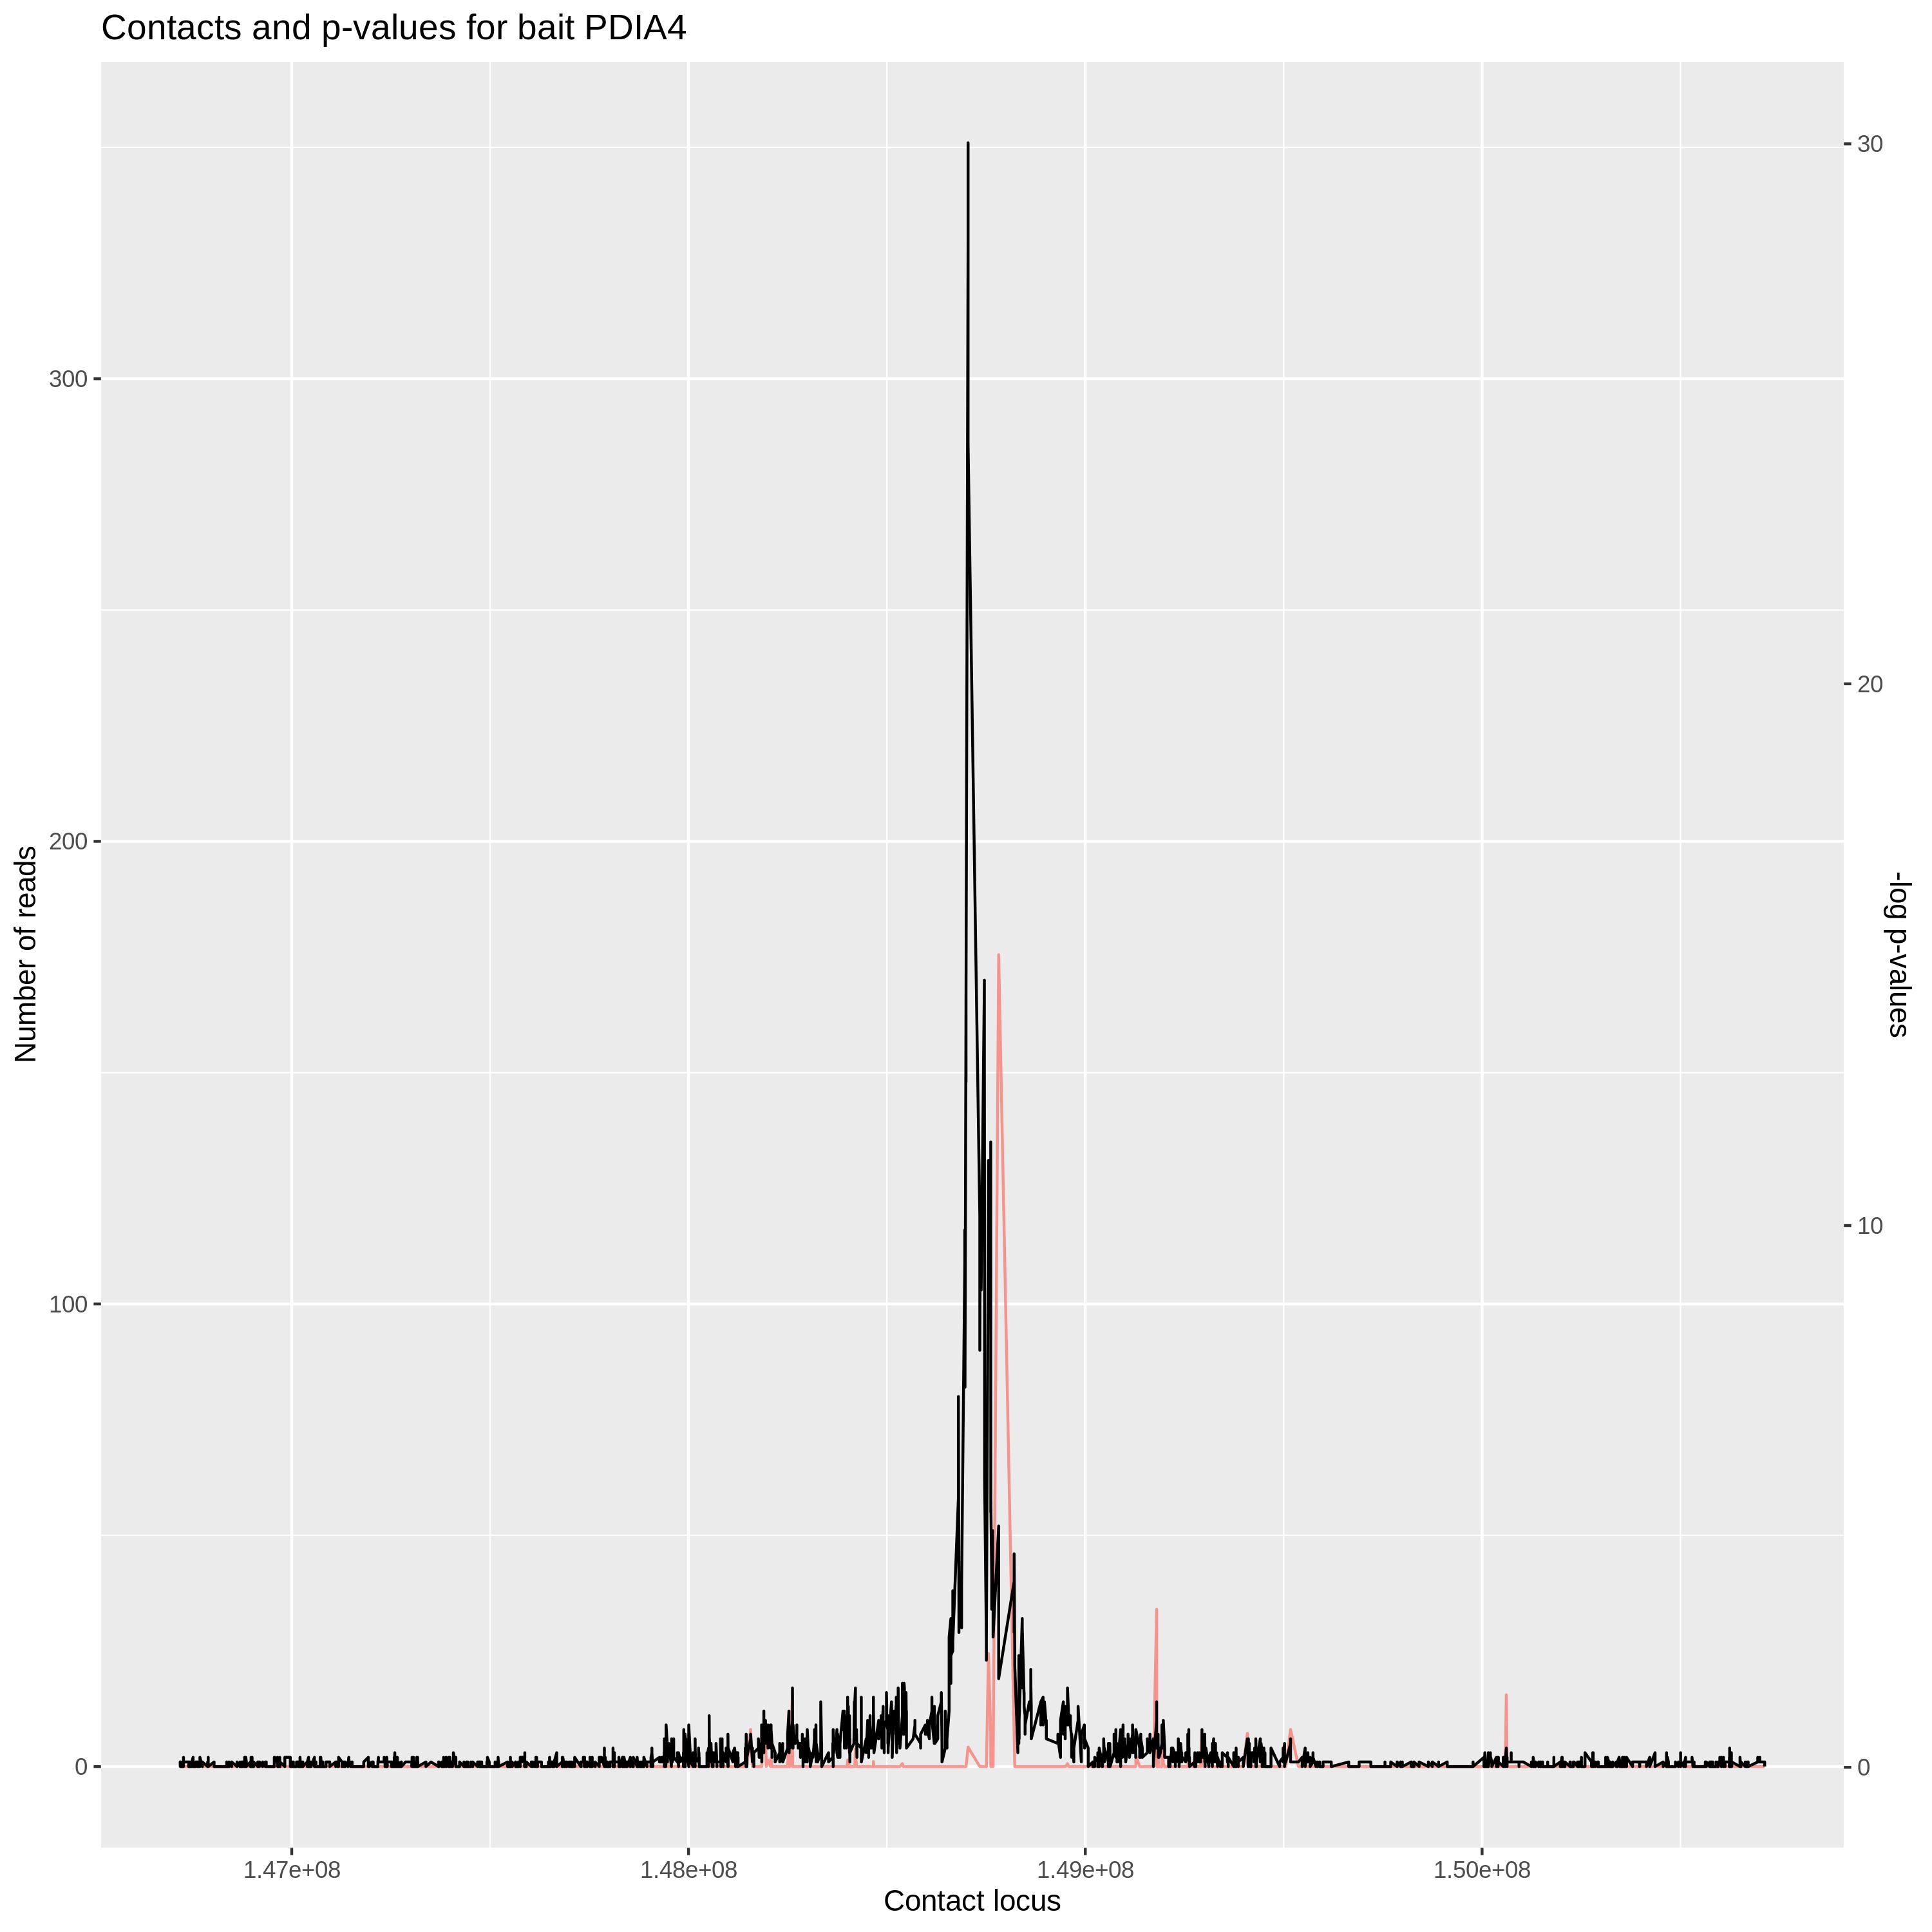 Contacts and p-values for bait PDIA4
Number of reads
300
200
100
0
30
20
10
0
-log p-values
1.47e+08
1.48e+08
1.49e+08
1.50e+08
Contact locus